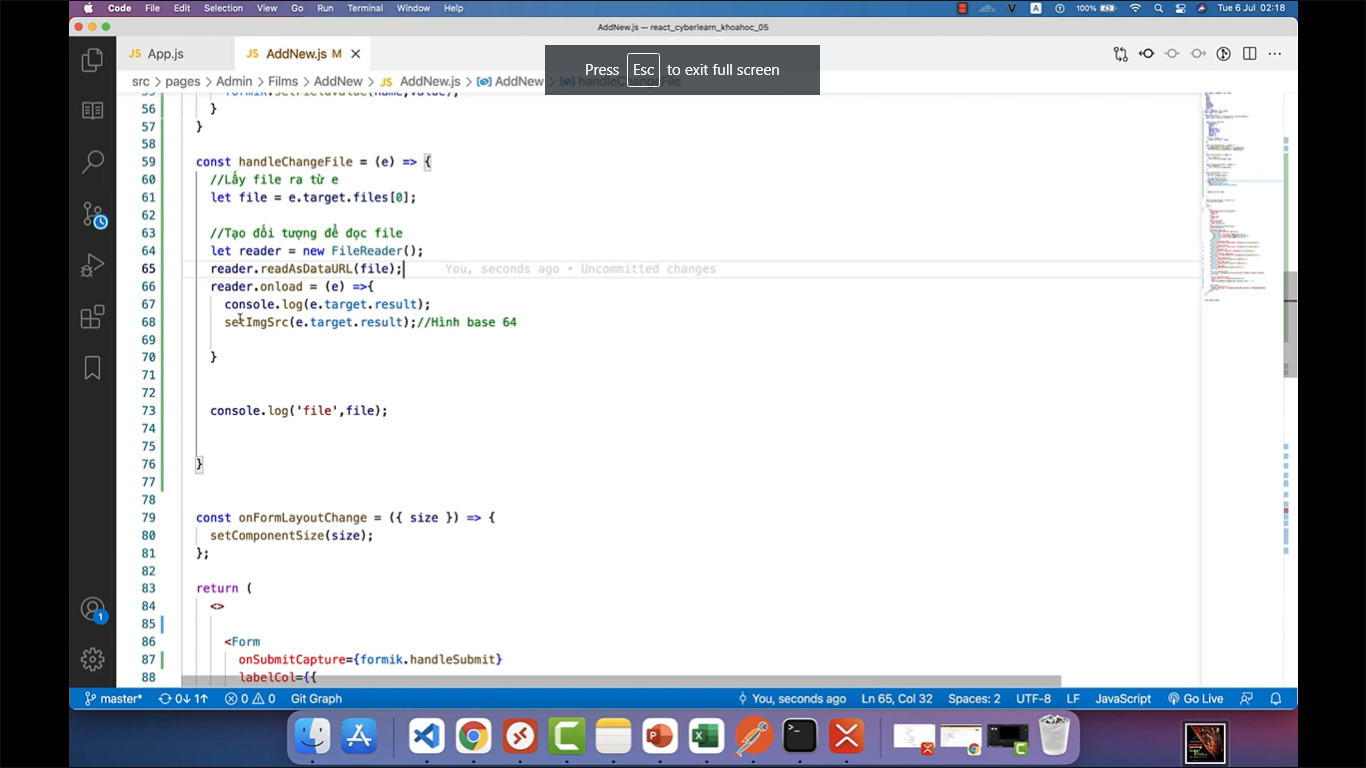 Code File Edit Selection View Go Run Terminal Window Help 100% Tue 6 Jul 02:18
AddNew.js — react_cyberlearn_khoahoc_05
JS App.js JS AddNew.js M
Press Esc to exit full screen
src > pages > Admin > Films > AddNew > JS AddNew.js > AddNew > handleChangeFile
55 formik.setFieldValue(name,value);
56 }
57 }
58
59 const handleChangeFile = (e) => {
60 //Lấy file ra từ e
61 let file = e.target.files[0];
62
63 //Tạo đối tượng để đọc file
64 let reader = new FileReader();
65 reader.readAsDataURL(file); You, seconds ago • Uncommitted changes
66 reader.onload = (e) =>{
67 console.log(e.target.result);
68 setImgSrc(e.target.result);//Hình base 64
69
70 }
71
72
73 console.log('file',file);
74
75
76 }
77
78
79 const onFormLayoutChange = ({ size }) => {
80 setComponentSize(size);
81 };
82
83 return (
84 <>
85
86 <Form
87 onSubmitCapture={formik.handleSubmit}
88 labelCol={{
1
master* 0↓ 1↑ 0 0 Git Graph You, seconds ago Ln 65, Col 32 Spaces: 2 UTF-8 LF JavaScript Go Live